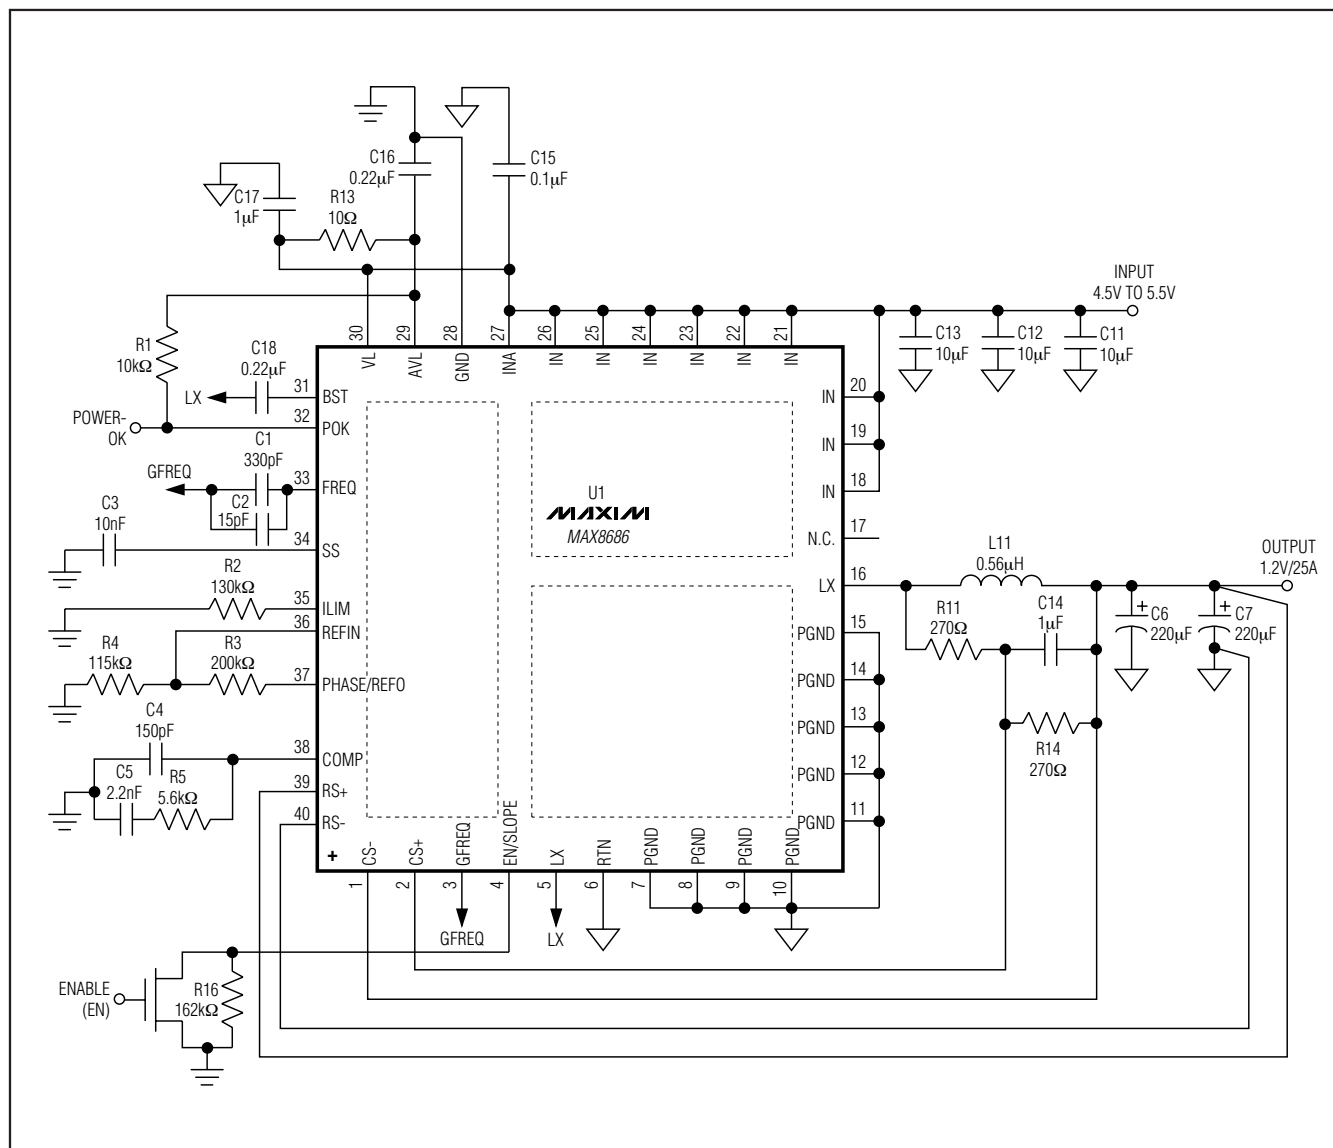 C16
0.22µF
C15
0.1µF
C17
1µF
R13
10Ω
INPUT
4.5V TO 5.5V
R1
10kΩ
C18
0.22µF
LX
POWER-
OK
30
29
28
27
26
25
24
23
22
21
VL
AVL
GND
INA
IN
IN
IN
IN
IN
IN
C13
10µF
C12
10µF
C11
10µF
31
BST
32
POK
C1
330pF
GFREQ
33
FREQ
C2
15pF
C3
10nF
34
SS
R2
130kΩ
35
ILIM
36
REFIN
R4
115kΩ
R3
200kΩ
37
PHASE/REFO
C4
150pF
38
COMP
C5
2.2nF
R5
5.6kΩ
39
RS+
40
RS-
U1
MAXIM
MAX8686
IN
20
IN
19
IN
18
N.C.
17
LX
16
PGND
15
PGND
14
PGND
13
PGND
12
PGND
11
L11
0.56µH
OUTPUT
1.2V/25A
R11
270Ω
C14
1µF
C6
+
220µF
C7
+
220µF
R14
270Ω
+
CS-
CS+
GFREQ
EN/SLOPE
LX
RTN
PGND
PGND
PGND
PGND
1
2
3
4
5
6
7
8
9
10
GFREQ
LX
ENABLE
(EN)
R16
162kΩ